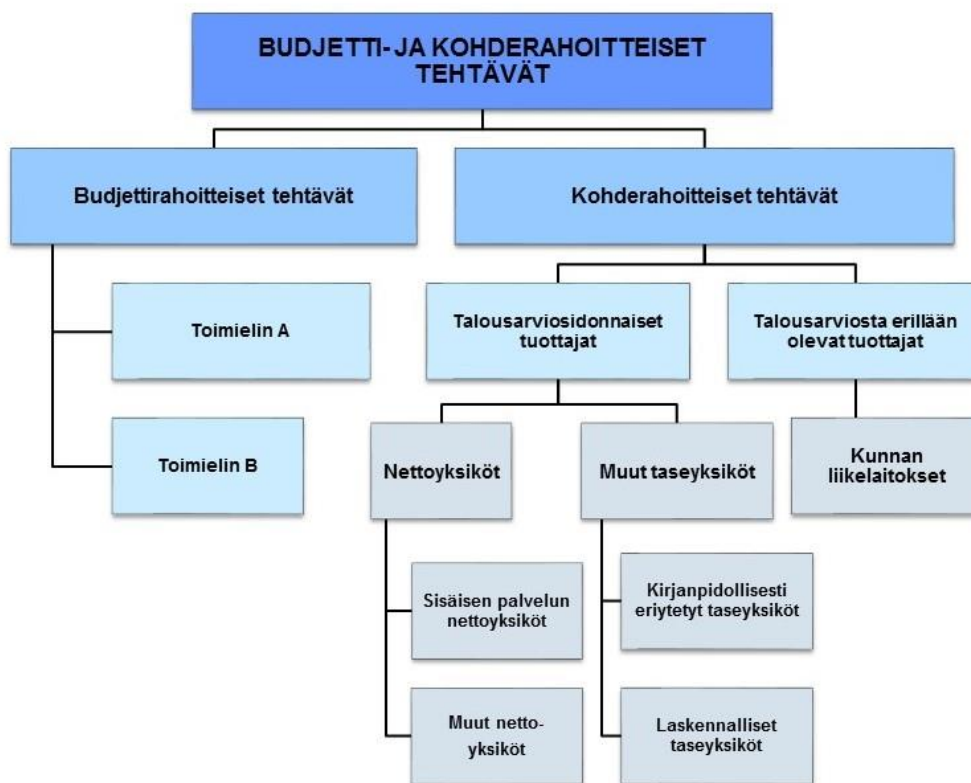 BUDJETTI- JA KOHDERAHOITTEISET
TEHTÄVÄT
Budjettirahoitteiset tehtävät
Kohderahoitteiset tehtävät
Toimielin A
Toimielin B
Talousarviosidonnaiset
tuottajat
Talousarviosta erillään
olevat tuottajat
Nettoyksiköt
Muut taseyksiköt
Kunnan
liikelaitokset
Sisäisen palvelun
nettoyksiköt
Kirjanpidollisesti
eriytetyt taseyksiköt
Muut netto-
yksiköt
Laskennalliset
taseyksiköt